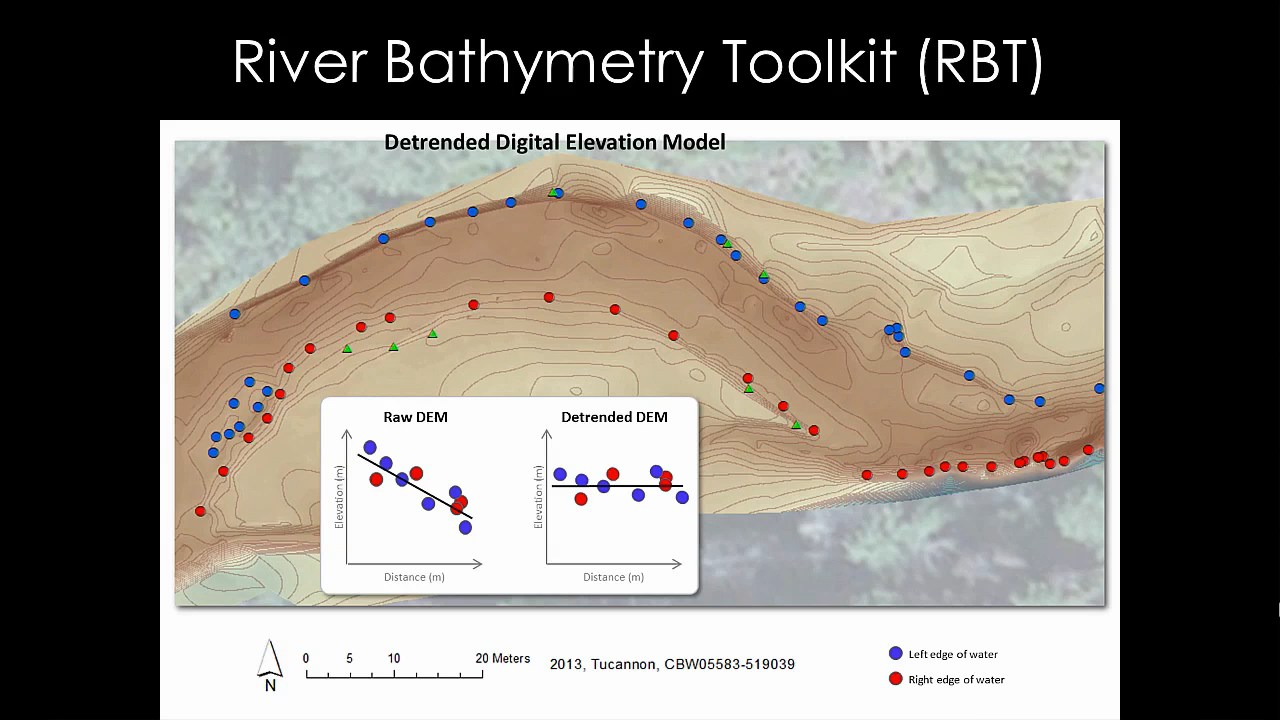 River Bathymetry Toolkit (RBT)
Detrended Digital Elevation Model
Raw DEM
Elevation (m)
Distance (m)
Detrended DEM
Elevation (m)
Distance (m)
N
0 5 10 20 Meters
2013, Tucannon, CBW05583-519039
Left edge of water
Right edge of water